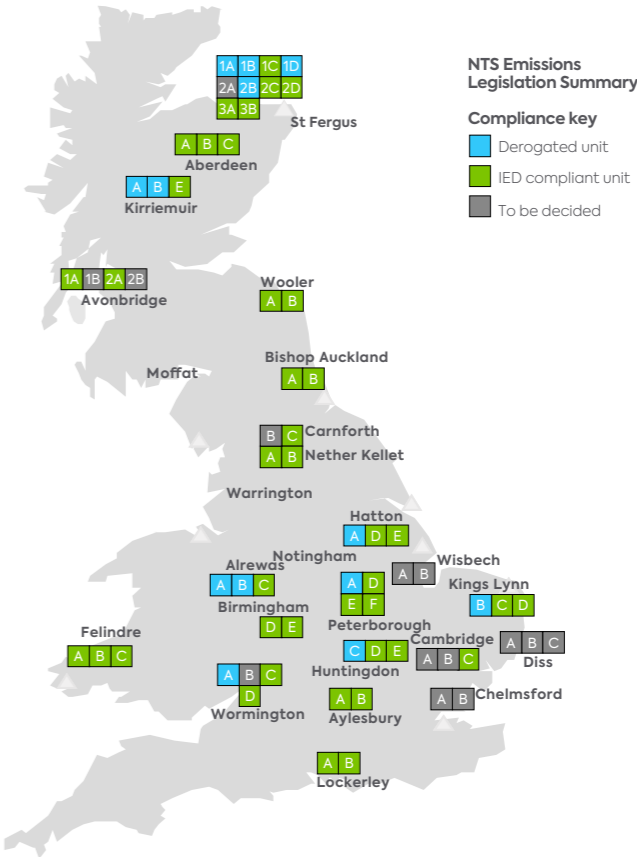 NTS Emissions
Legislation Summary
Compliance key
Derogated unit
IED compliant unit
To be decided
1A 1B 1C 1D
2A 2B 2C 2D
3A 3B
St Fergus
A B C
Aberdeen
A B E
Kirriemuir
1A 1B 2A 2B
Avonbridge
Wooler
A B
Bishop Auckland
A B
Moffat
B C Carnforth
A B Nether Kellet
Warrington
Hatton
A D E
Notingham
Wisbech
A B
Alrewas
A B C
Kings Lynn
B C D
A D
E F
Peterborough
Birmingham
D E
Felindre
A B C
Cambridge
A B C
A B C
Diss
C D E
Huntingdon
A B C
D
Wormington
A B
Aylesbury
A B Chelmsford
A B
Lockerley